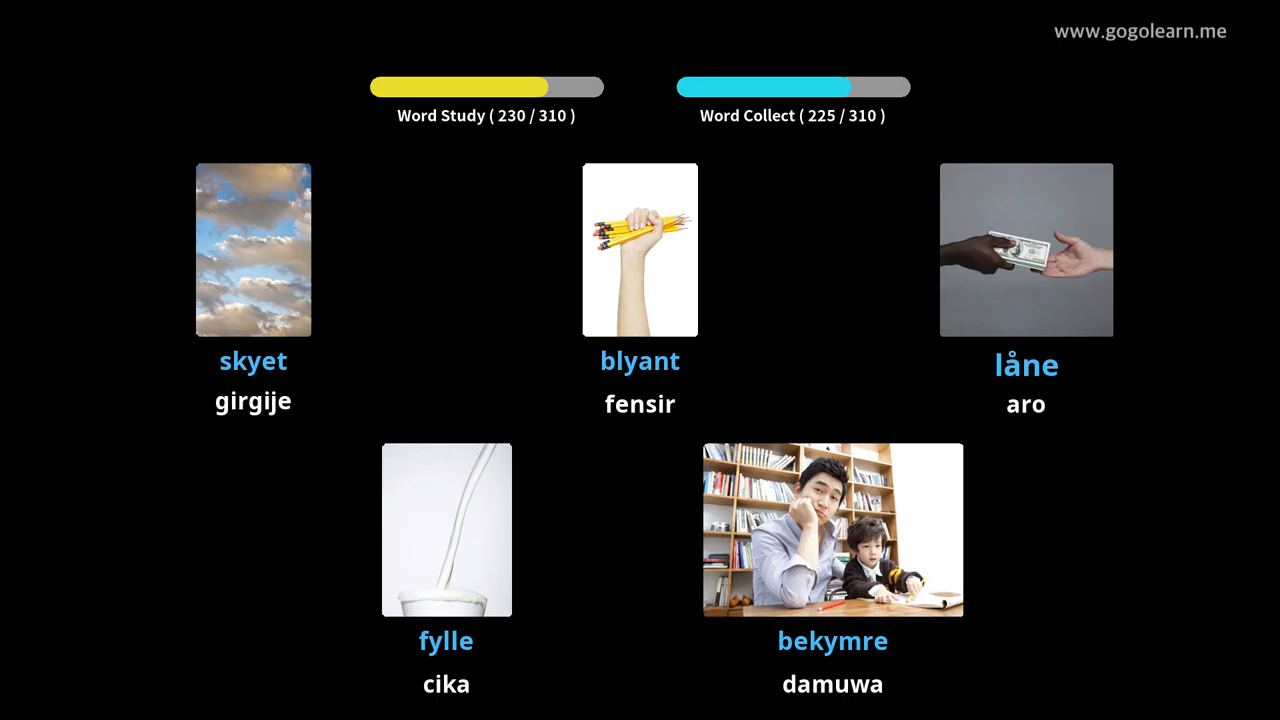 www.gogolearn.me
Word Study ( 230 / 310 )
Word Collect ( 225 / 310 )
skyet
girgije
blyant
fensir
låne
aro
fylle
cika
bekymre
damuwa